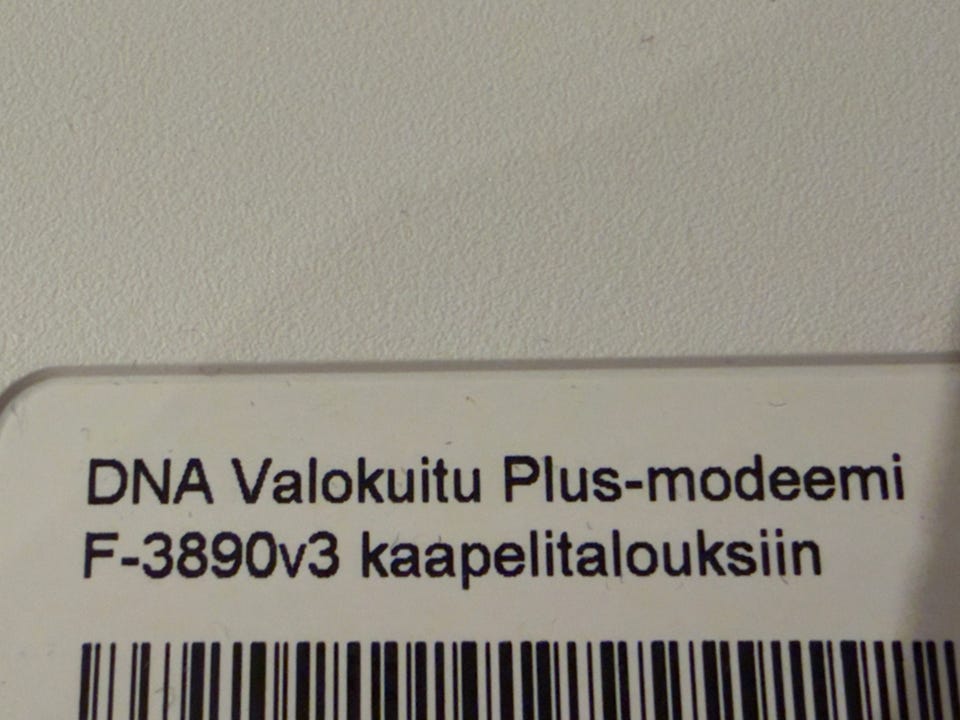 DNA Valokuitu Plus-modeemi
F-3890v3 kaapelitalouksiin